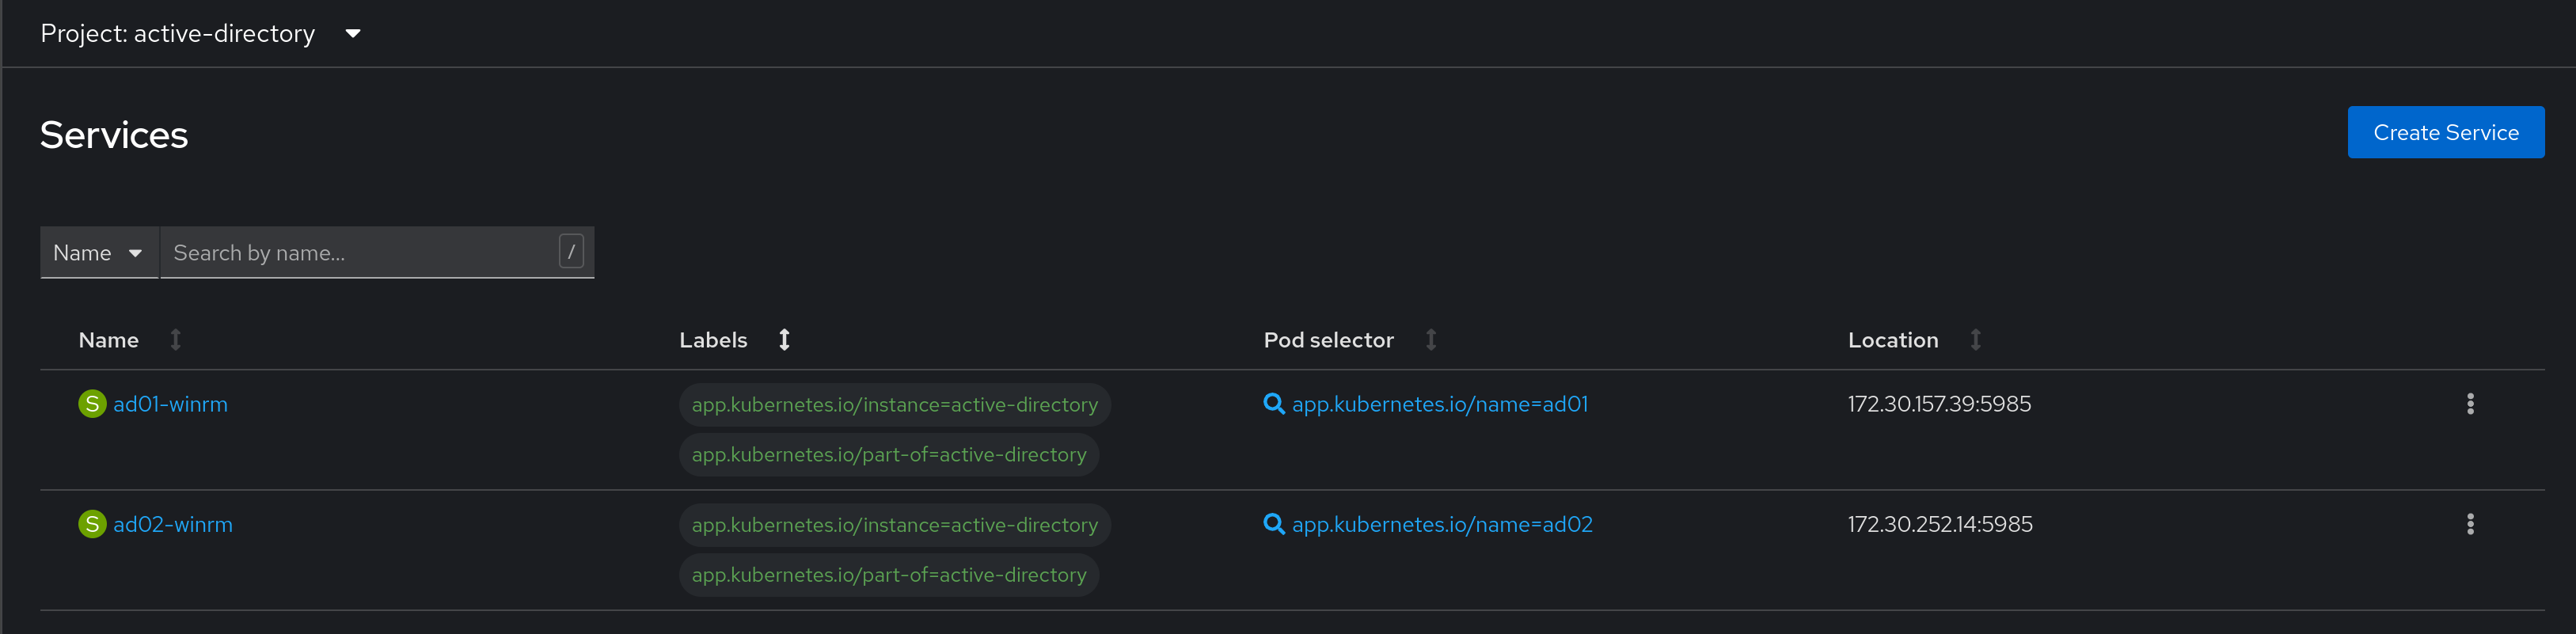 Project: active-directory
Services
Create Service
Name
Search by name...
/
Name Labels Pod selector Location
S ad01-winrm app.kubernetes.io/instance=active-directory app.kubernetes.io/name=ad01 172.30.157.39:5985
app.kubernetes.io/part-of=active-directory
S ad02-winrm app.kubernetes.io/instance=active-directory app.kubernetes.io/name=ad02 172.30.252.14:5985
app.kubernetes.io/part-of=active-directory